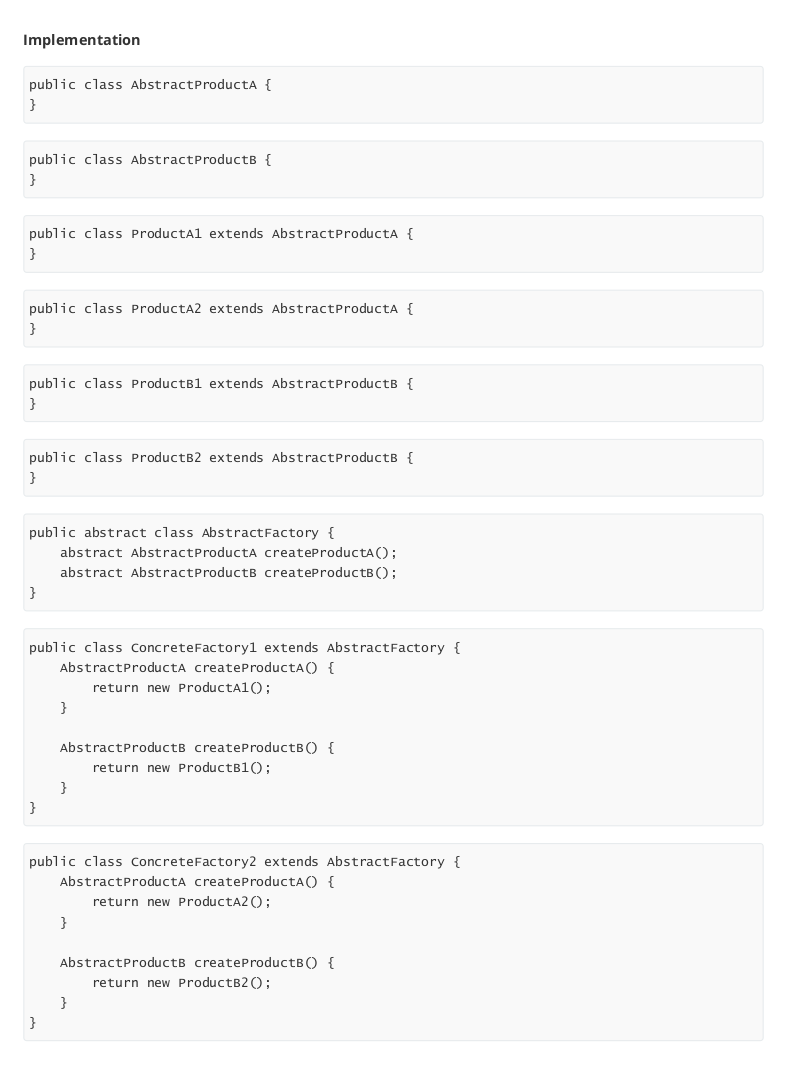 Implementation
public class AbstractProductA {
}
public class AbstractProductB {
}
public class ProductA1 extends AbstractProductA {
}
public class ProductA2 extends AbstractProductA {
}
public class ProductB1 extends AbstractProductB {
}
public class ProductB2 extends AbstractProductB {
}
public abstract class AbstractFactory {
    abstract AbstractProductA createProductA();
    abstract AbstractProductB createProductB();
}
public class ConcreteFactory1 extends AbstractFactory {
    AbstractProductA createProductA() {
        return new ProductA1();
    }
    AbstractProductB createProductB() {
        return new ProductB1();
    }
}
public class ConcreteFactory2 extends AbstractFactory {
    AbstractProductA createProductA() {
        return new ProductA2();
    }
    AbstractProductB createProductB() {
        return new ProductB2();
    }
}